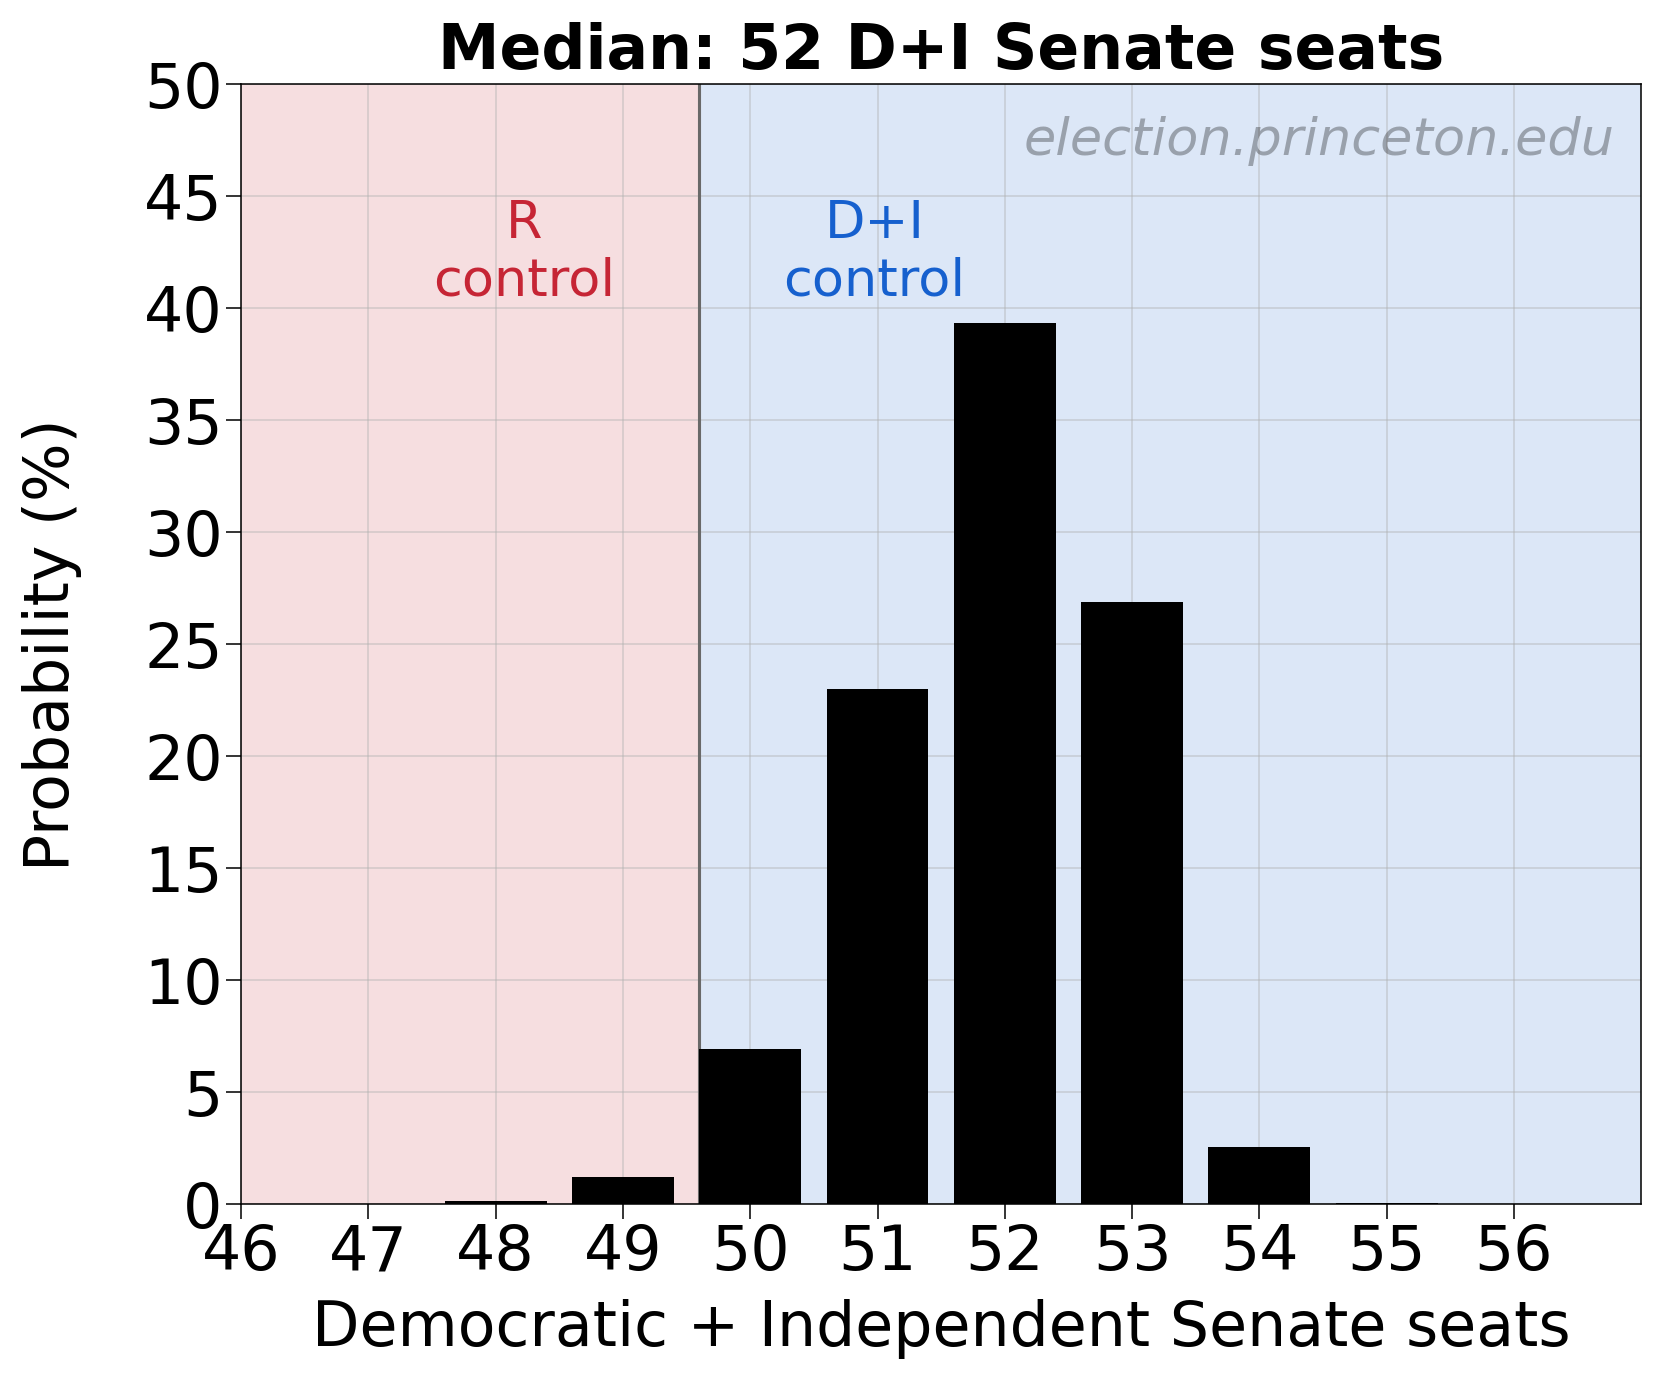 Median: 52 D+I Senate seats
election.princeton.edu
R
control
D+I
control
50
45
40
35
30
25
20
15
10
5
0
Probability (%)
46 47 48 49 50 51 52 53 54 55 56
Democratic + Independent Senate seats